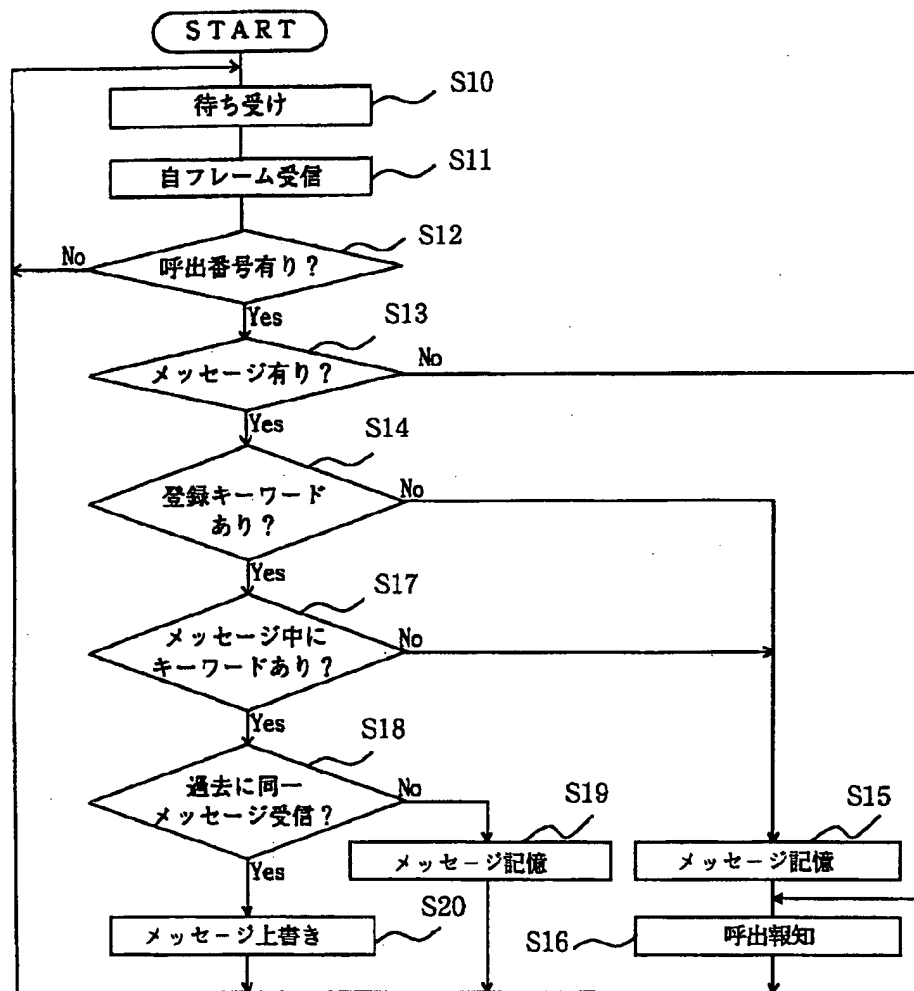 START
待ち受け
S10
自フレーム受信
S11
呼出番号有り？
S12
No
Yes
メッセージ有り？
S13
No
Yes
登録キーワード
あり？
S14
No
Yes
メッセージ中に
キーワードあり？
S17
No
Yes
過去に同一
メッセージ受信？
S18
No
Yes
メッセージ記憶
S19
メッセージ記憶
S15
メッセージ上書き
S20
S16
呼出報知